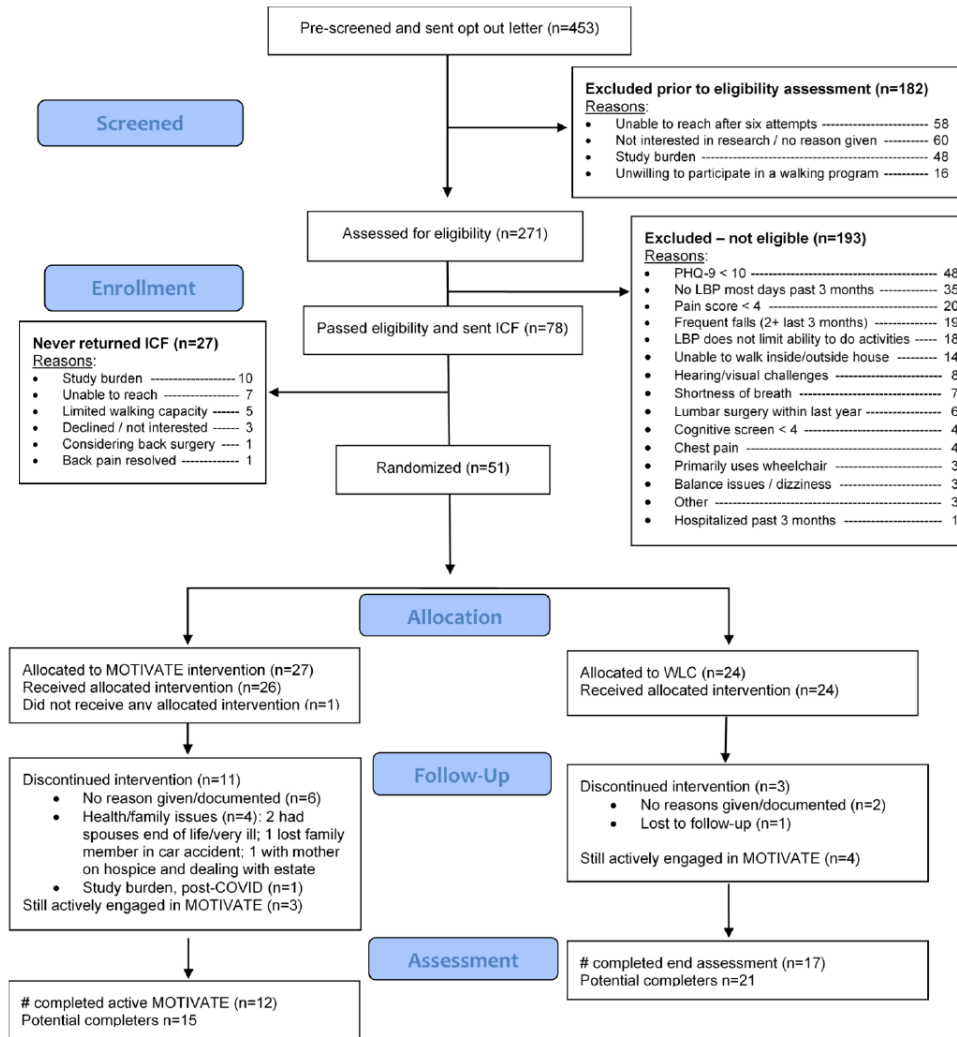 Pre-screened and sent opt out letter (n=453)
Screened
Excluded prior to eligibility assessment (n=182)
Reasons:
• Unable to reach after six attempts ------------------------- 58
• Not interested in research / no reason given ---------- 60
• Study burden ------------------------------------------------- 48
• Unwilling to participate in a walking program ---------- 16
Assessed for eligibility (n=271)
Excluded – not eligible (n=193)
Reasons:
• PHQ-9 < 10 -------------------------------------------- 48
• No LBP most days past 3 months --------------- 35
• Pain score < 4 ---------------------------------------- 20
• Frequent falls (2+ last 3 months) ---------------- 19
• LBP does not limit ability to do activities ----- 18
• Unable to walk inside/outside house ----------- 14
• Hearing/visual challenges -------------------------- 8
• Shortness of breath ---------------------------------- 7
• Lumbar surgery within last year ------------------ 6
• Cognitive screen < 4 --------------------------------- 4
• Chest pain ---------------------------------------------- 4
• Primarily uses wheelchair -------------------------- 3
• Balance issues / dizziness ------------------------- 3
• Other ----------------------------------------------------- 3
• Hospitalized past 3 months ----------------------- 1
Enrollment
Passed eligibility and sent ICF (n=78)
Never returned ICF (n=27)
Reasons:
• Study burden ------------------- 10
• Unable to reach ---------------- 7
• Limited walking capacity ------ 5
• Declined / not interested ----- 3
• Considering back surgery ---- 1
• Back pain resolved ------------ 1
Randomized (n=51)
Allocation
Allocated to MOTIVATE intervention (n=27)
Received allocated intervention (n=26)
Did not receive any allocated intervention (n=1)
Allocated to WLC (n=24)
Received allocated intervention (n=24)
Follow-Up
Discontinued intervention (n=11)
• No reason given/documented (n=6)
• Health/family issues (n=4): 2 had
spouses end of life/very ill; 1 lost family
member in car accident; 1 with mother
on hospice and dealing with estate
• Study burden, post-COVID (n=1)
Still actively engaged in MOTIVATE (n=3)
Discontinued intervention (n=3)
• No reasons given/documented (n=2)
• Lost to follow-up (n=1)
Still actively engaged in MOTIVATE (n=4)
Assessment
# completed active MOTIVATE (n=12)
Potential completers n=15
# completed end assessment (n=17)
Potential completers n=21